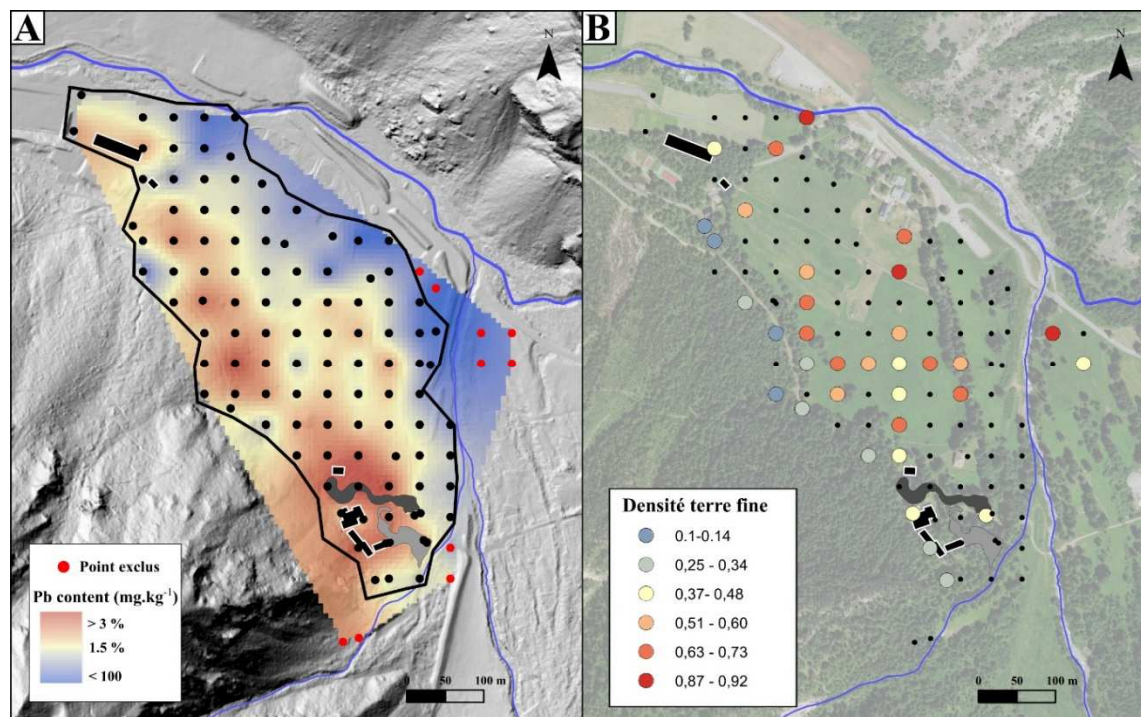 A
N
Point exclus
Pb content (mg.kg⁻¹)
> 3 %
1.5 %
< 100
0 50 100 m
B
N
Densité terre fine
0.1-0.14
0,25 - 0,34
0,37- 0,48
0,51 - 0,60
0,63 - 0,73
0,87 - 0,92
0 50 100 m